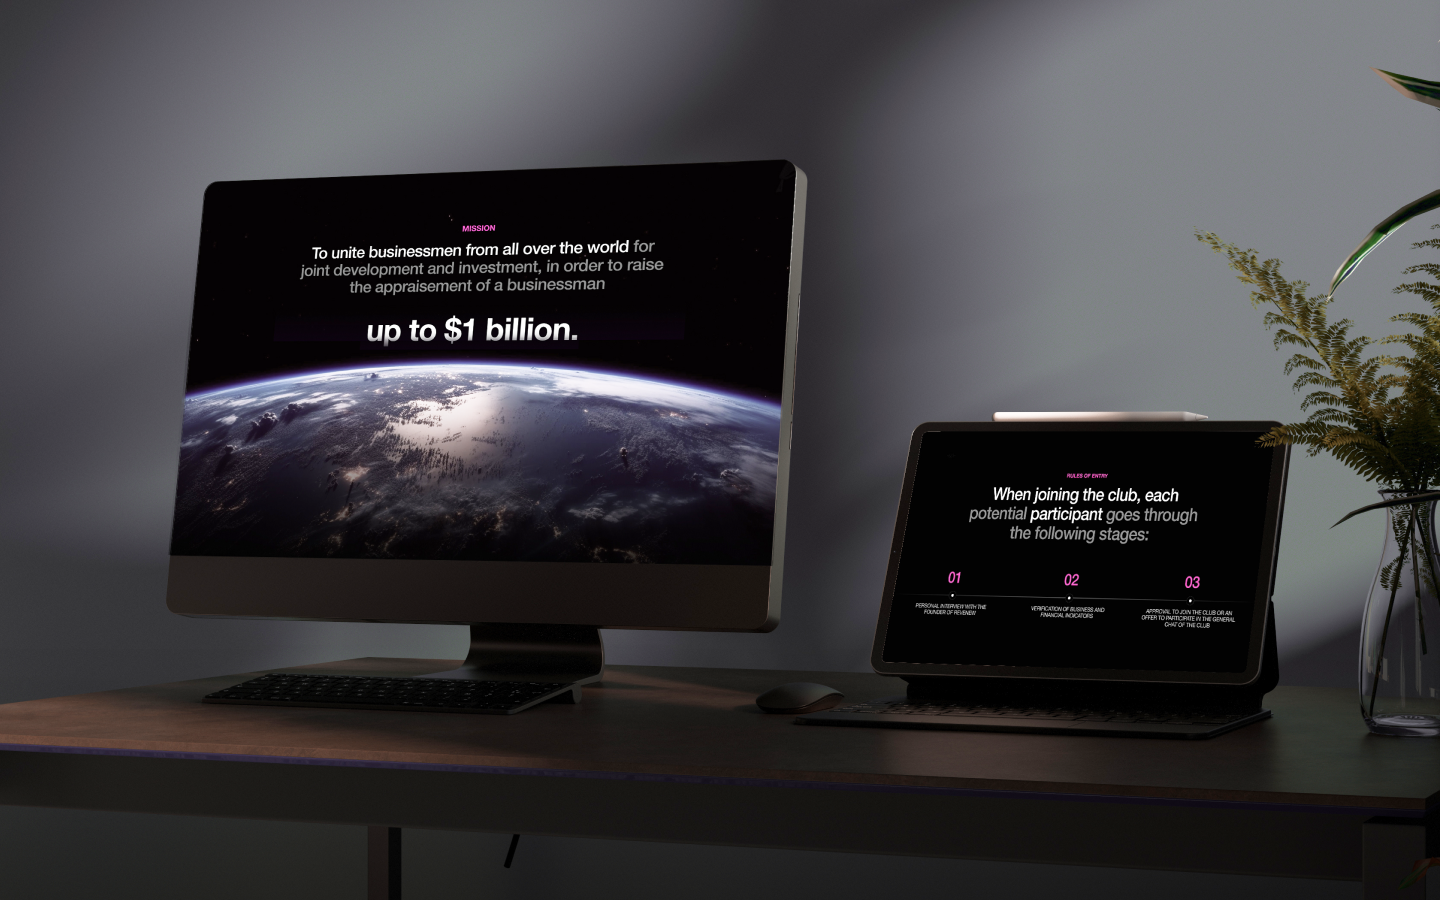 MISSION
To unite businessmen from all over the world for
joint development and investment, in order to raise
the appraisement of a businessman
up to $1 billion.
RULES OF ENTRY
When joining the club, each
potential participant goes through
the following stages:
01
PERSONAL INTERVIEW WITH THE
FOUNDER OF REVENEW
02
VERIFICATION OF BUSINESS AND
FINANCIAL INDICATORS
03
APPROVAL TO JOIN THE CLUB OR AN
OFFER TO PARTICIPATE IN THE GENERAL
CHAT OF THE CLUB